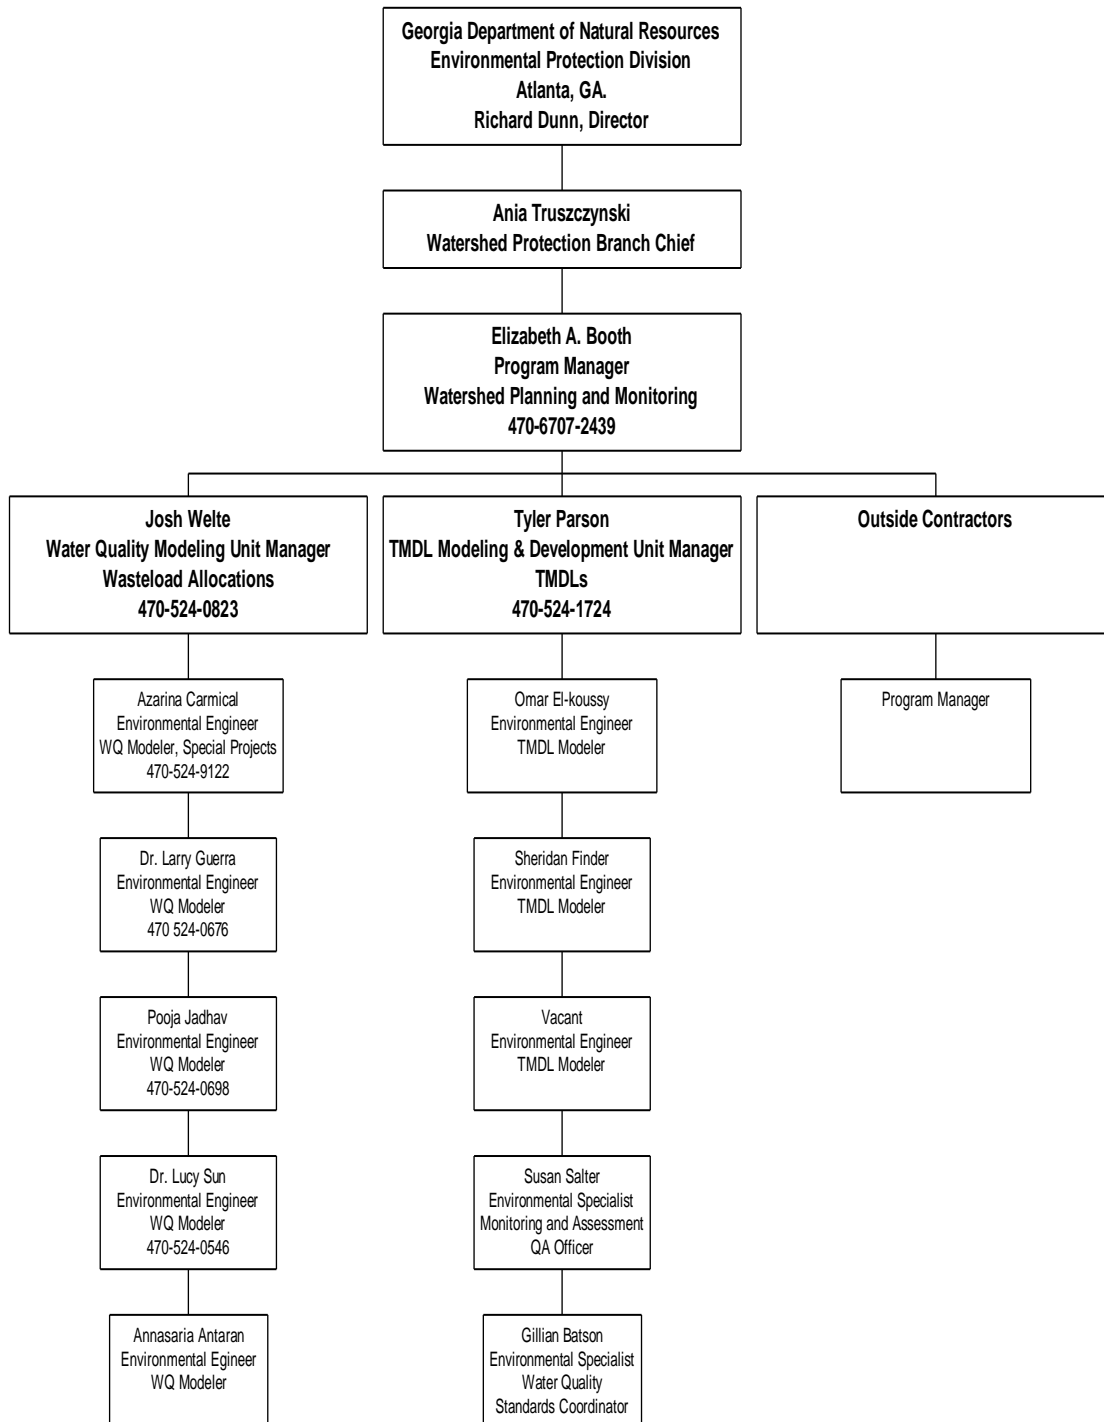 Georgia Department of Natural Resources
Environmental Protection Division
Atlanta, GA.
Richard Dunn, Director
Ania Truszczynski
Watershed Protection Branch Chief
Elizabeth A. Booth
Program Manager
Watershed Planning and Monitoring
470-6707-2439
Josh Welte
Water Quality Modeling Unit Manager
Wasteload Allocations
470-524-0823
Azarina Carmical
Environmental Engineer
WQ Modeler, Special Projects
470-524-9122
Dr. Larry Guerra
Environmental Engineer
WQ Modeler
470 524-0676
Pooja Jadhav
Environmental Engineer
WQ Modeler
470-524-0698
Dr. Lucy Sun
Environmental Engineer
WQ Modeler
470-524-0546
Annasaria Antaran
Environmental Egineer
WQ Modeler
Tyler Parson
TMDL Modeling & Development Unit Manager
TMDLs
470-524-1724
Omar El-koussy
Environmental Engineer
TMDL Modeler
Sheridan Finder
Environmental Engineer
TMDL Modeler
Vacant
Environmental Engineer
TMDL Modeler
Susan Salter
Environmental Specialist
Monitoring and Assessment
QA Officer
Gillian Batson
Environmental Specialist
Water Quality
Standards Coordinator
Outside Contractors
Program Manager